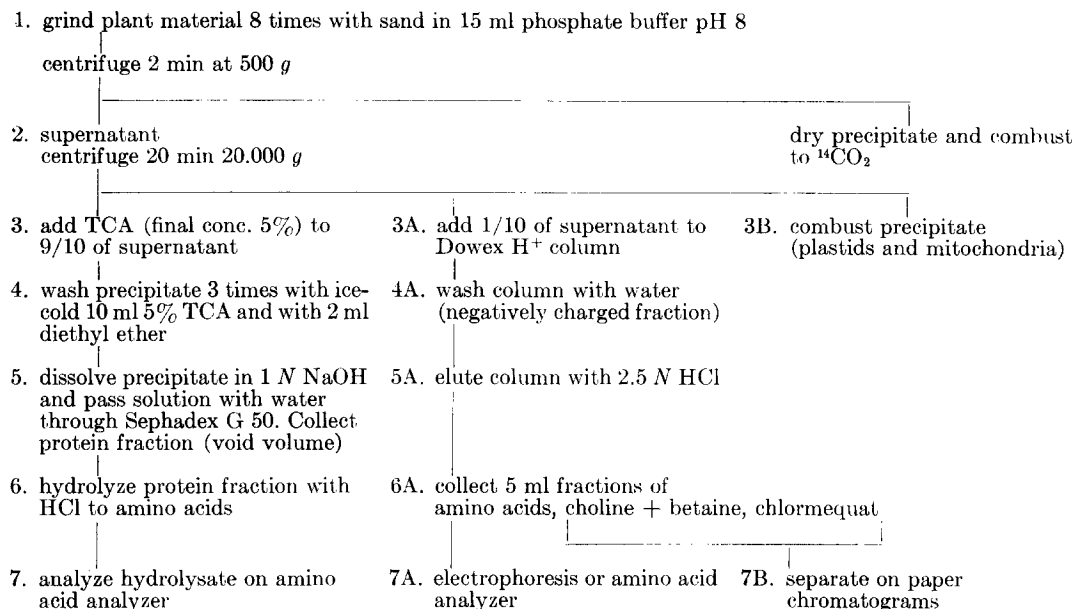 1. grind plant material 8 times with sand in 15 ml phosphate buffer pH 8
centrifuge 2 min at 500 g
2. supernatant
centrifuge 20 min 20.000 g
dry precipitate and combust
to ¹⁴CO₂
3. add TCA (final conc. 5%) to
9/10 of supernatant
3A. add 1/10 of supernatant to
Dowex H⁺ column
3B. combust precipitate
(plastids and mitochondria)
4. wash precipitate 3 times with ice-
cold 10 ml 5% TCA and with 2 ml
diethyl ether
4A. wash column with water
(negatively charged fraction)
5. dissolve precipitate in 1 N NaOH
and pass solution with water
through Sephadex G 50. Collect
protein fraction (void volume)
5A. elute column with 2.5 N HCl
6. hydrolyze protein fraction with
HCl to amino acids
6A. collect 5 ml fractions of
amino acids, choline + betaine, chlormequat
7. analyze hydrolysate on amino
acid analyzer
7A. electrophoresis or amino acid
analyzer
7B. separate on paper
chromatograms